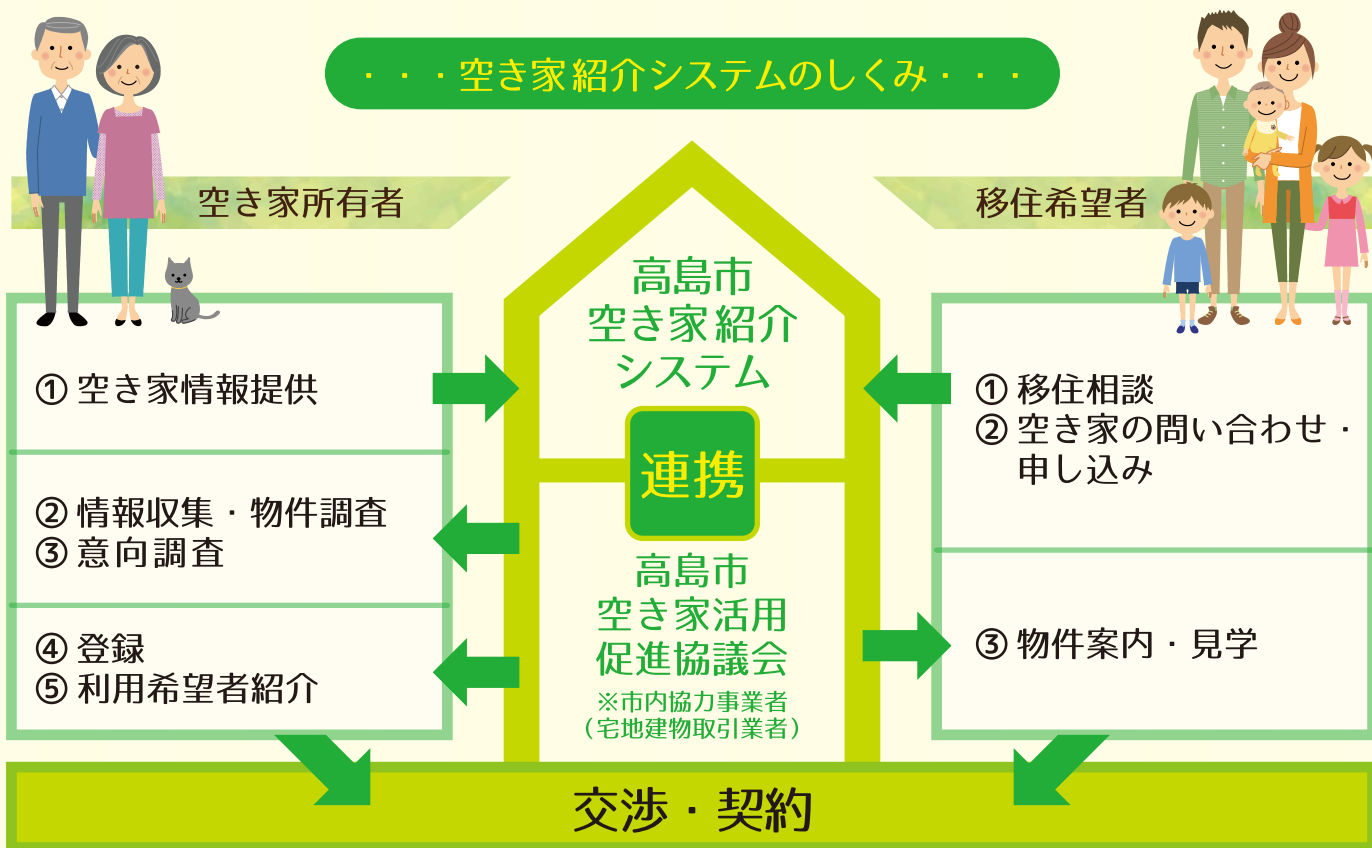 ・・・空き家紹介システムのしくみ・・・
空き家所有者
① 空き家情報提供
② 情報収集・物件調査
③ 意向調査
④ 登録
⑤ 利用希望者紹介
高島市
空き家紹介
システム
連携
高島市
空き家活用
促進協議会
※市内協力事業者
（宅地建物取引業者）
移住希望者
① 移住相談
② 空き家の問い合わせ・
申し込み
③ 物件案内・見学
交渉・契約